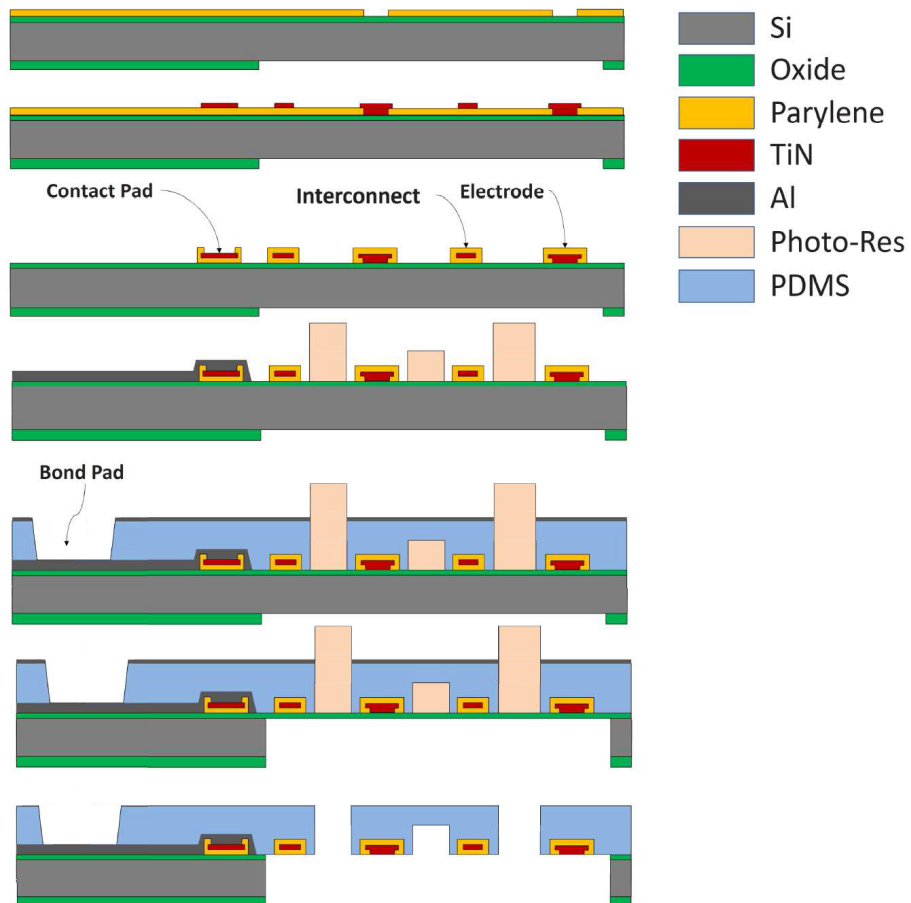 Si
Oxide
Parylene
TiN
Al
Photo-Res
PDMS
Contact Pad
Interconnect
Electrode
Bond Pad